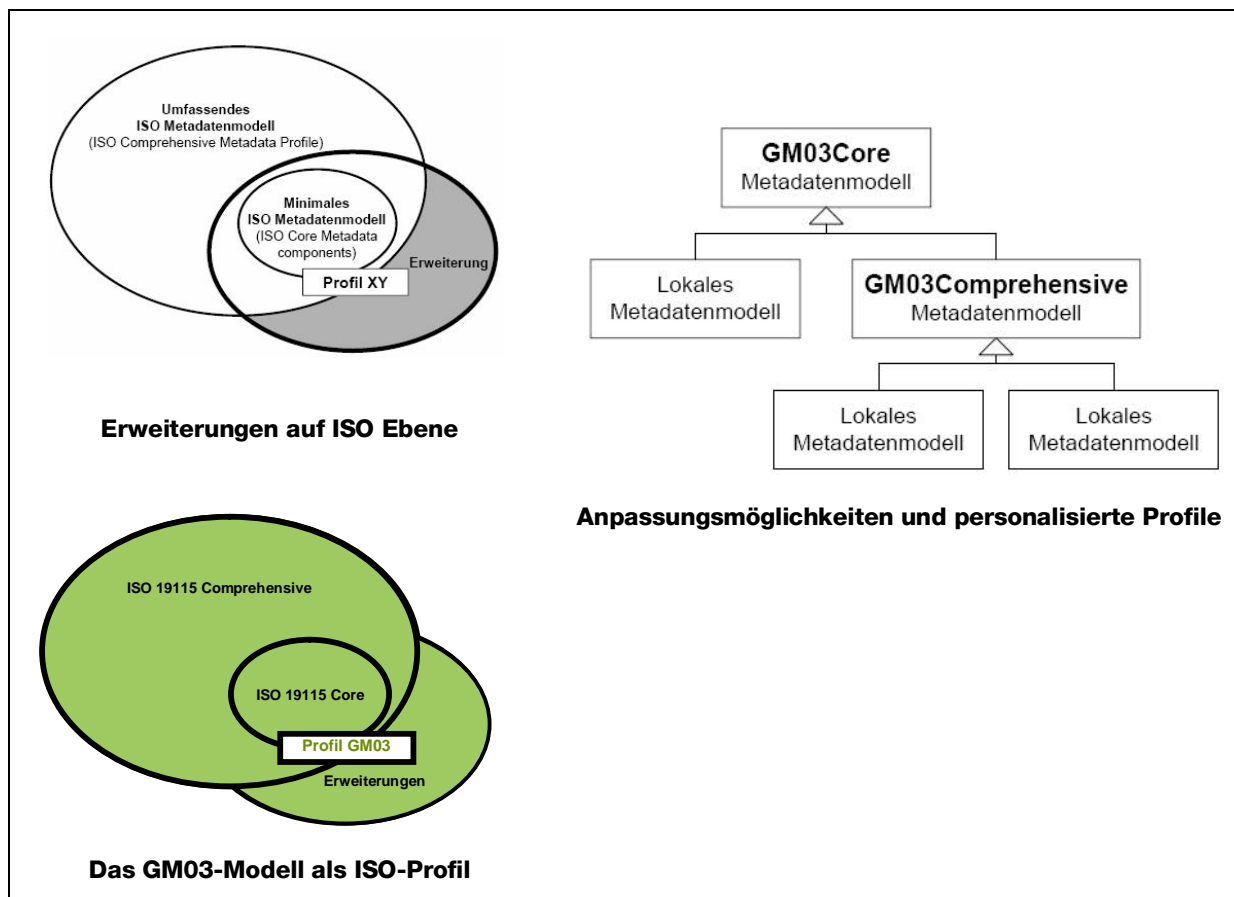 Umfassendes
ISO Metadatenmodell
(ISO Comprehensive Metadata Profile)
Minimales
ISO Metadatenmodell
(ISO Core Metadata
components)
Erweiterung
Profil XY
Erweiterungen auf ISO Ebene
GM03Core
Metadatenmodell
Lokales
Metadatenmodell
GM03Comprehensive
Metadatenmodell
Lokales
Metadatenmodell
Lokales
Metadatenmodell
Anpassungsmöglichkeiten und personalisierte Profile
ISO 19115 Comprehensive
ISO 19115 Core
Profil GM03
Erweiterungen
Das GM03-Modell als ISO-Profil